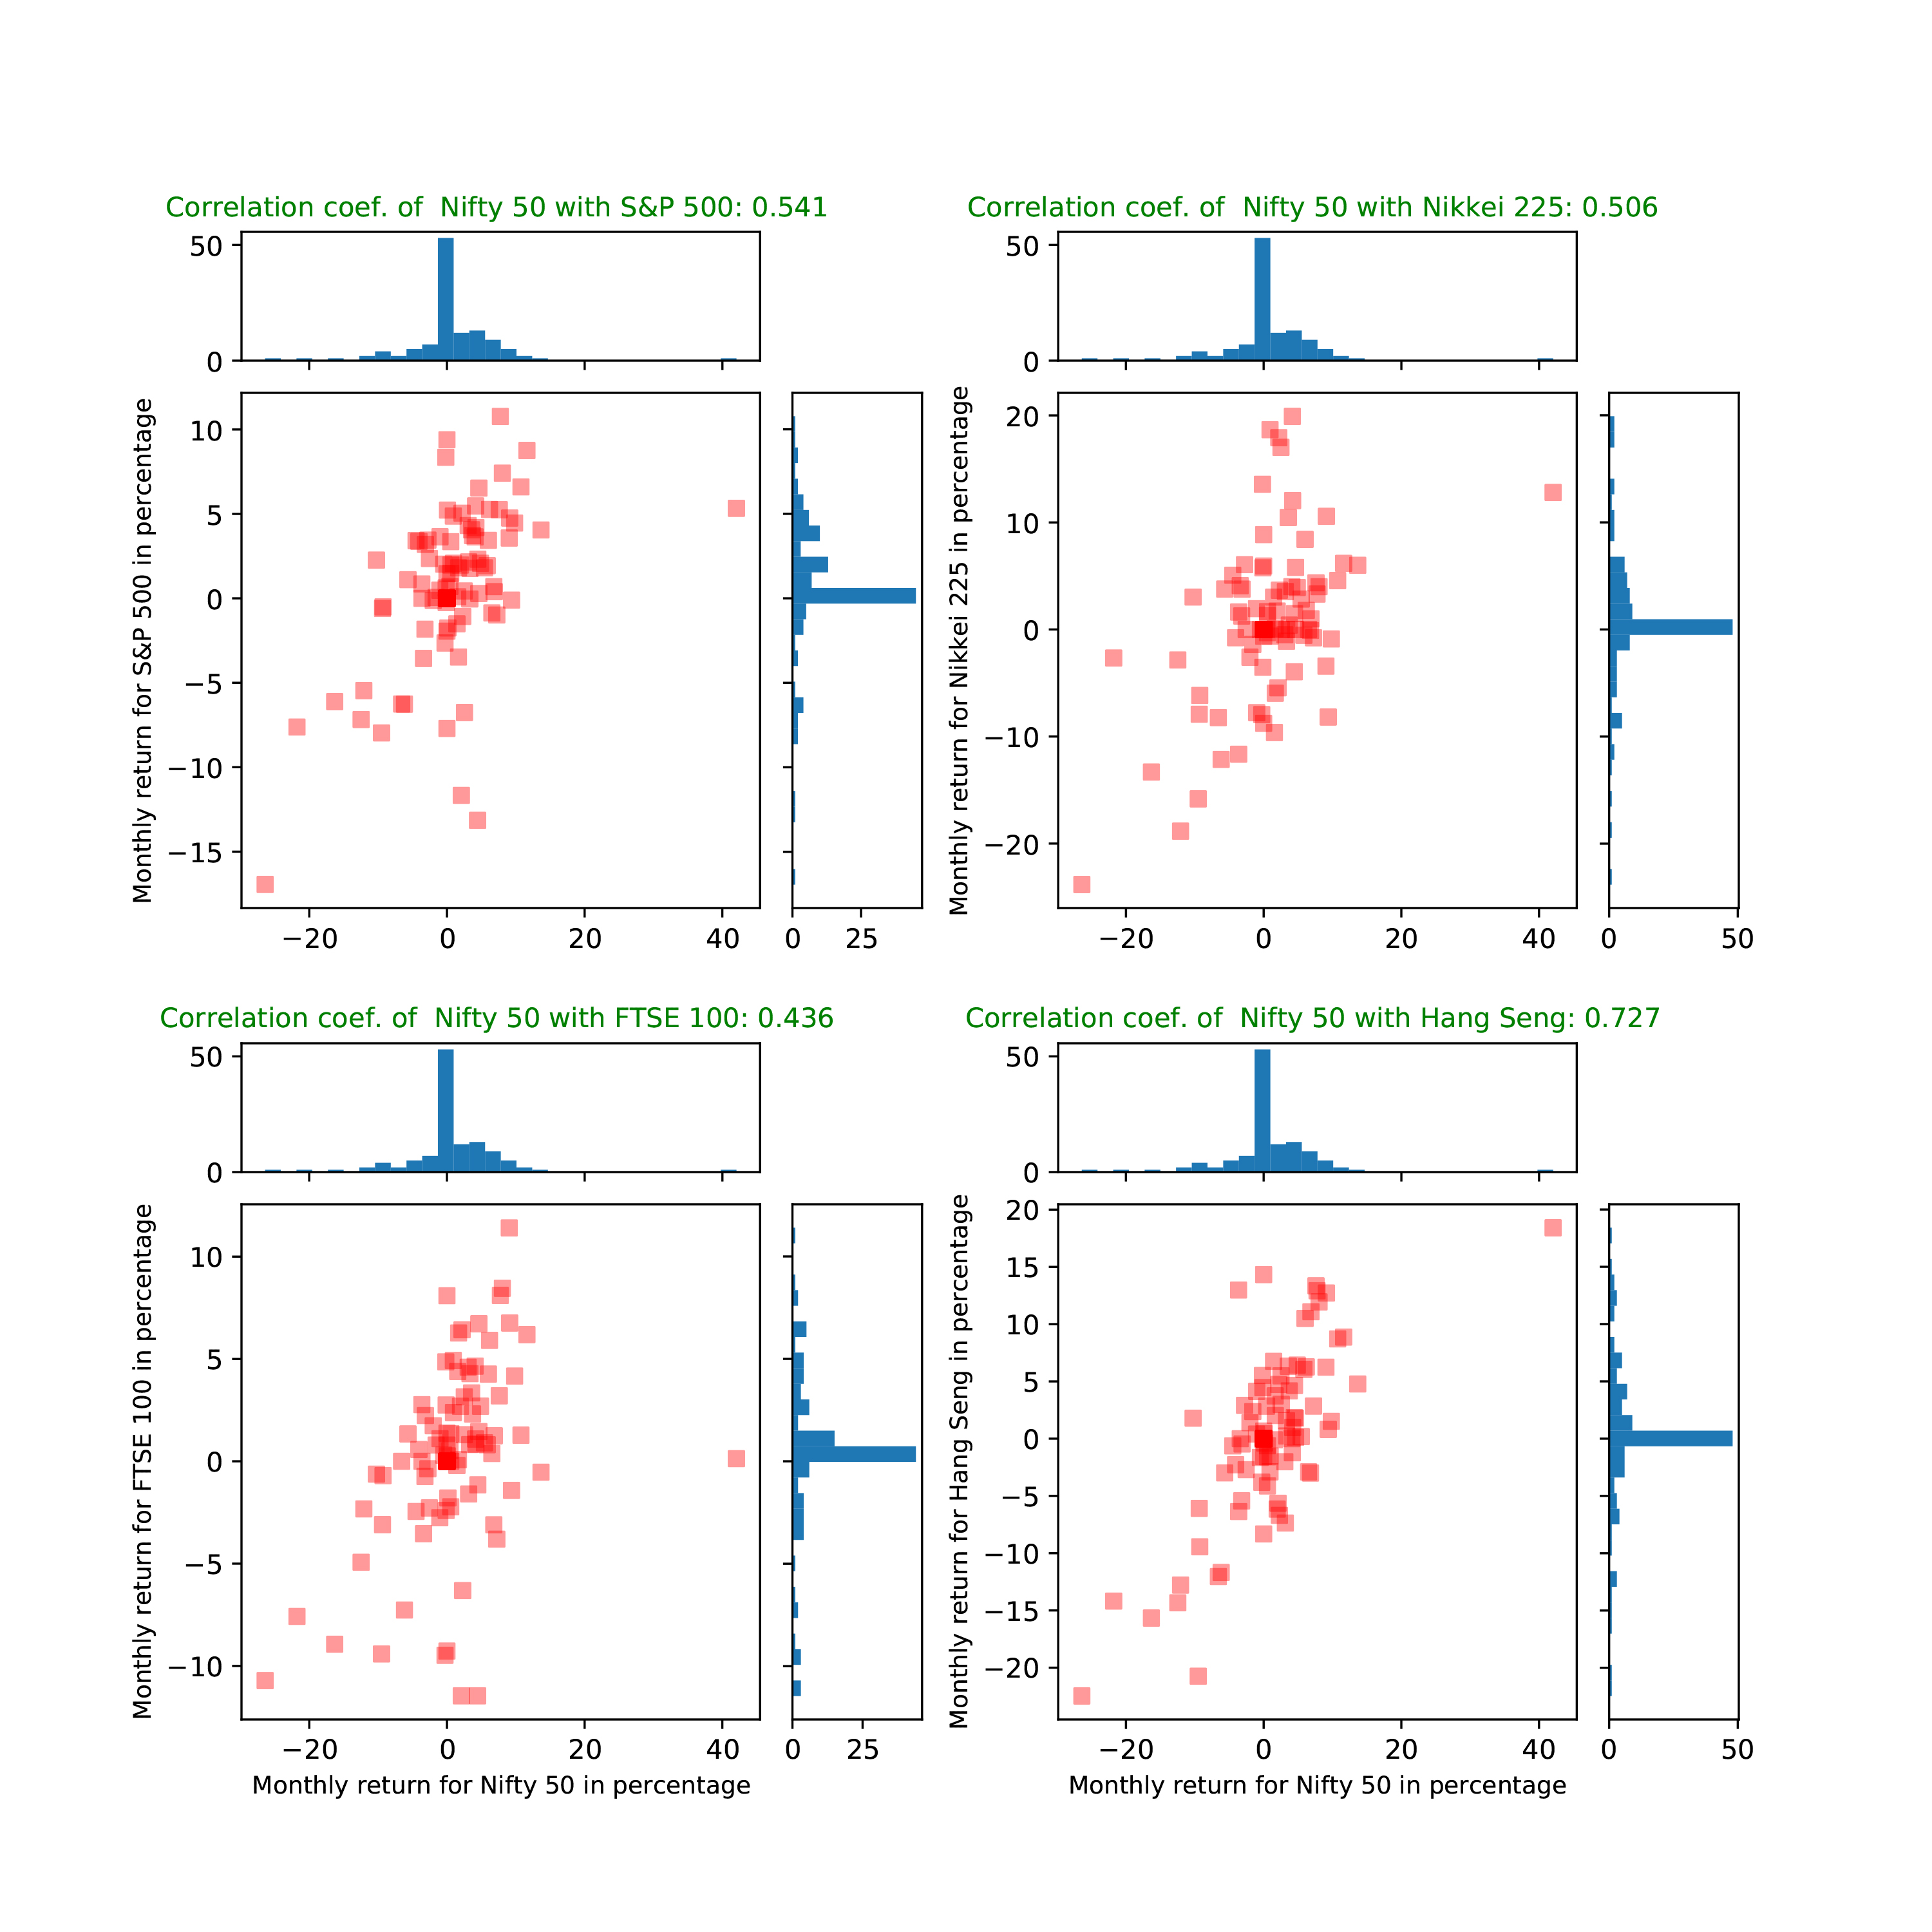 Correlation coef. of  Nifty 50 with S&P 500: 0.541
50
0
Monthly return for S&P 500 in percentage
10
5
0
−5
−10
−15
−20 0 20 40
0 25
Correlation coef. of  Nifty 50 with Nikkei 225: 0.506
50
0
Monthly return for Nikkei 225 in percentage
20
10
0
−10
−20
−20 0 20 40
0 50
Correlation coef. of  Nifty 50 with FTSE 100: 0.436
50
0
Monthly return for FTSE 100 in percentage
10
5
0
−5
−10
−20 0 20 40
0 25
Monthly return for Nifty 50 in percentage
Correlation coef. of  Nifty 50 with Hang Seng: 0.727
50
0
Monthly return for Hang Seng in percentage
20
15
10
5
0
−5
−10
−15
−20
−20 0 20 40
0 50
Monthly return for Nifty 50 in percentage